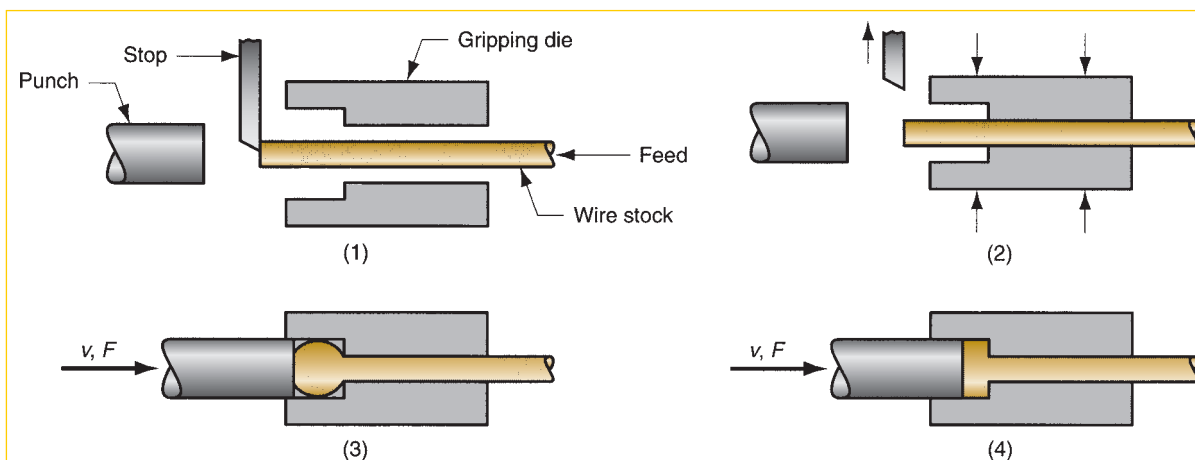 Gripping die
Stop
Punch
Feed
Wire stock
(1)
(2)
v, F
(3)
v, F
(4)